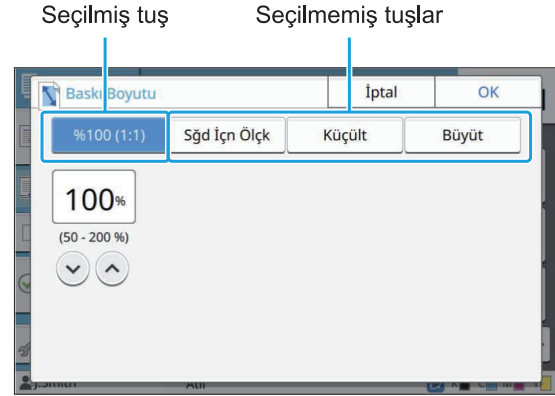 Seçilmiş tuş Seçilmemiş tuşlar
Baskı Boyutu İptal OK
%100 (1:1) Sğd İçn Ölçk Küçült Büyüt
100%
(50 - 200 %)